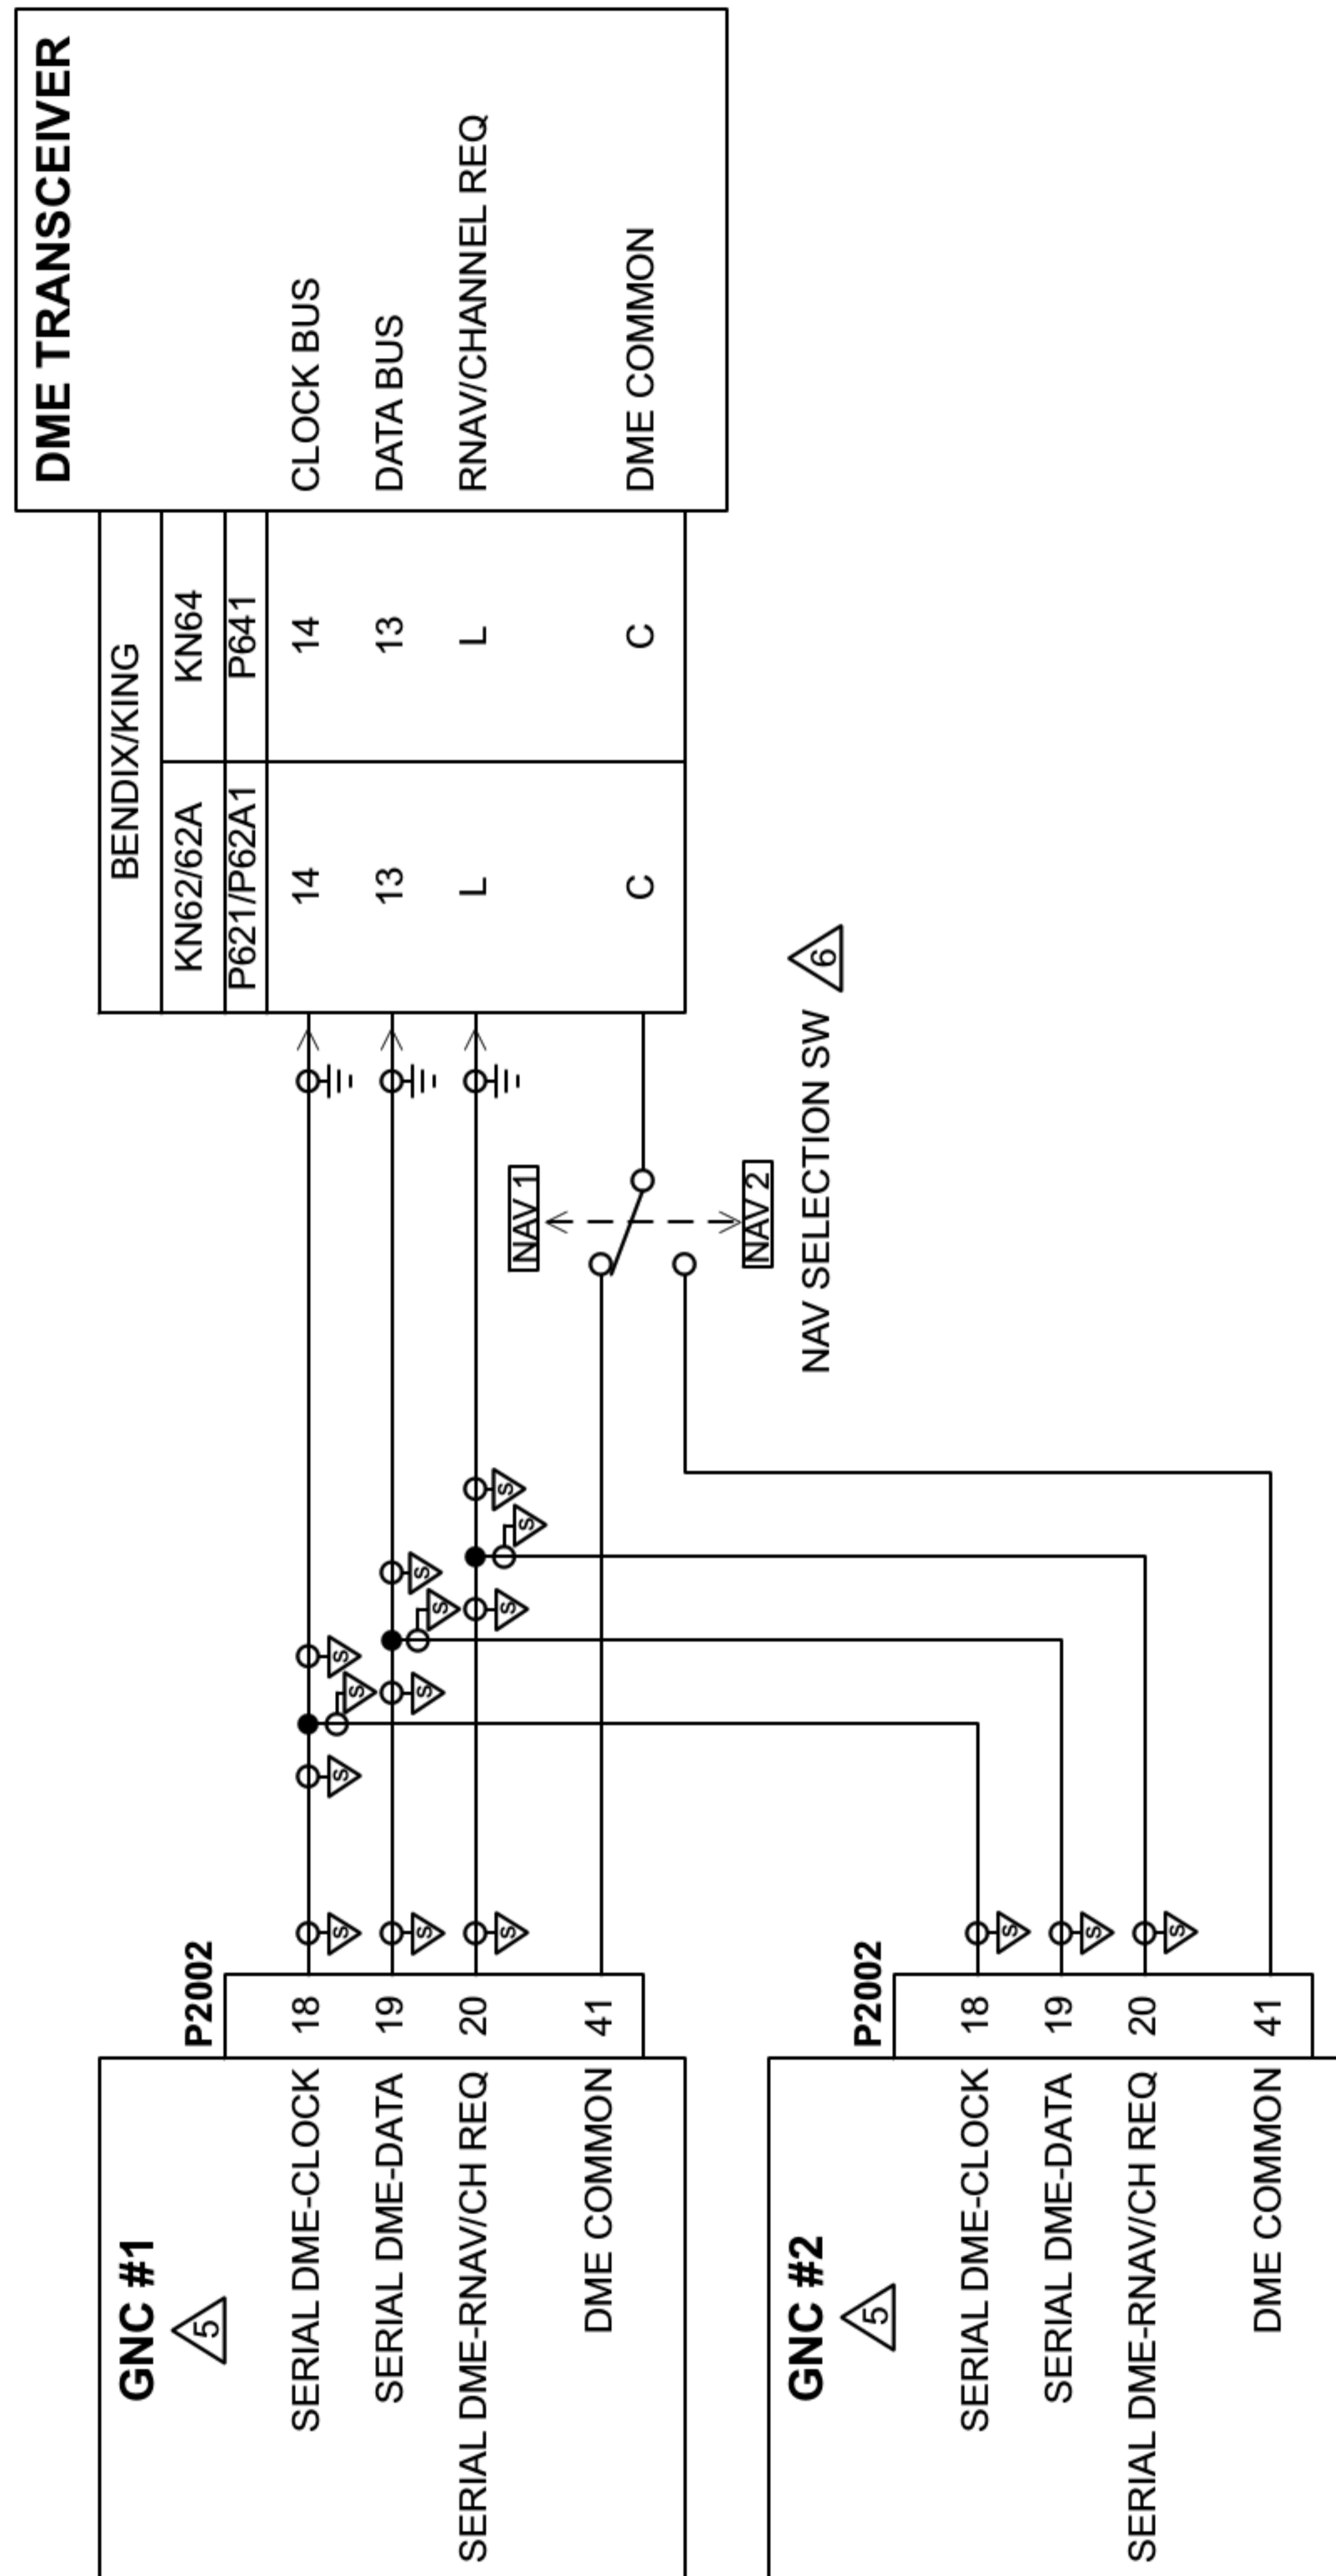 GNC #1
5
P2002
SERIAL DME-CLOCK 18
SERIAL DME-DATA 19
SERIAL DME-RNAV/CH REQ 20
DME COMMON 41
s s s s
s s s s
s s s s
NAV 1
NAV 2
NAV SELECTION SW 6
BENDIX/KING
KN62/62A KN64
P621/P62A1 P641
14 14
13 13
L L
C C
DME TRANSCEIVER
CLOCK BUS
DATA BUS
RNAV/CHANNEL REQ
DME COMMON
GNC #2
5
P2002
SERIAL DME-CLOCK 18
SERIAL DME-DATA 19
SERIAL DME-RNAV/CH REQ 20
DME COMMON 41
s
s
s